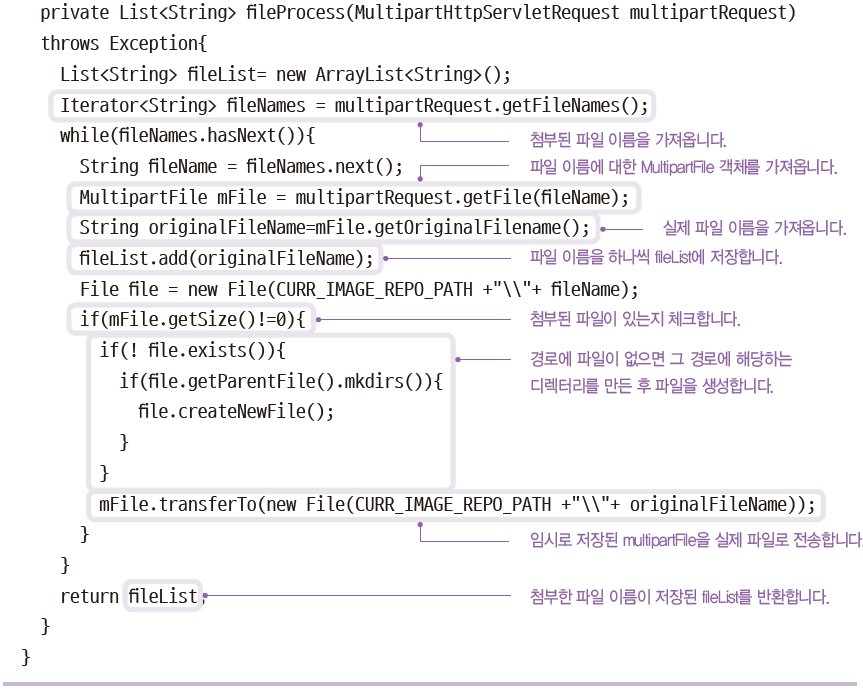 private List<String> fileProcess(MultipartHttpServletRequest multipartRequest)
throws Exception{
List<String> fileList= new ArrayList<String>();
Iterator<String> fileNames = multipartRequest.getFileNames();
while(fileNames.hasNext()){
첨부된 파일 이름을 가져옵니다.
String fileName = fileNames.next();
파일 이름에 대한 MultipartFile 객체를 가져옵니다.
MultipartFile mFile = multipartRequest.getFile(fileName);
String originalFileName=mFile.getOriginalFilename();
실제 파일 이름을 가져옵니다.
fileList.add(originalFileName);
파일 이름을 하나씩 fileList에 저장합니다.
File file = new File(CURR_IMAGE_REPO_PATH +"\\"+ fileName);
if(mFile.getSize()!=0){
첨부된 파일이 있는지 체크합니다.
if(! file.exists()){
경로에 파일이 없으면 그 경로에 해당하는
if(file.getParentFile().mkdirs()){
디렉터리를 만든 후 파일을 생성합니다.
file.createNewFile();
}
}
mFile.transferTo(new File(CURR_IMAGE_REPO_PATH +"\\"+ originalFileName));
}
임시로 저장된 multipartFile을 실제 파일로 전송합니다
}
return fileList;
첨부한 파일 이름이 저장된 fileList를 반환합니다.
}
}